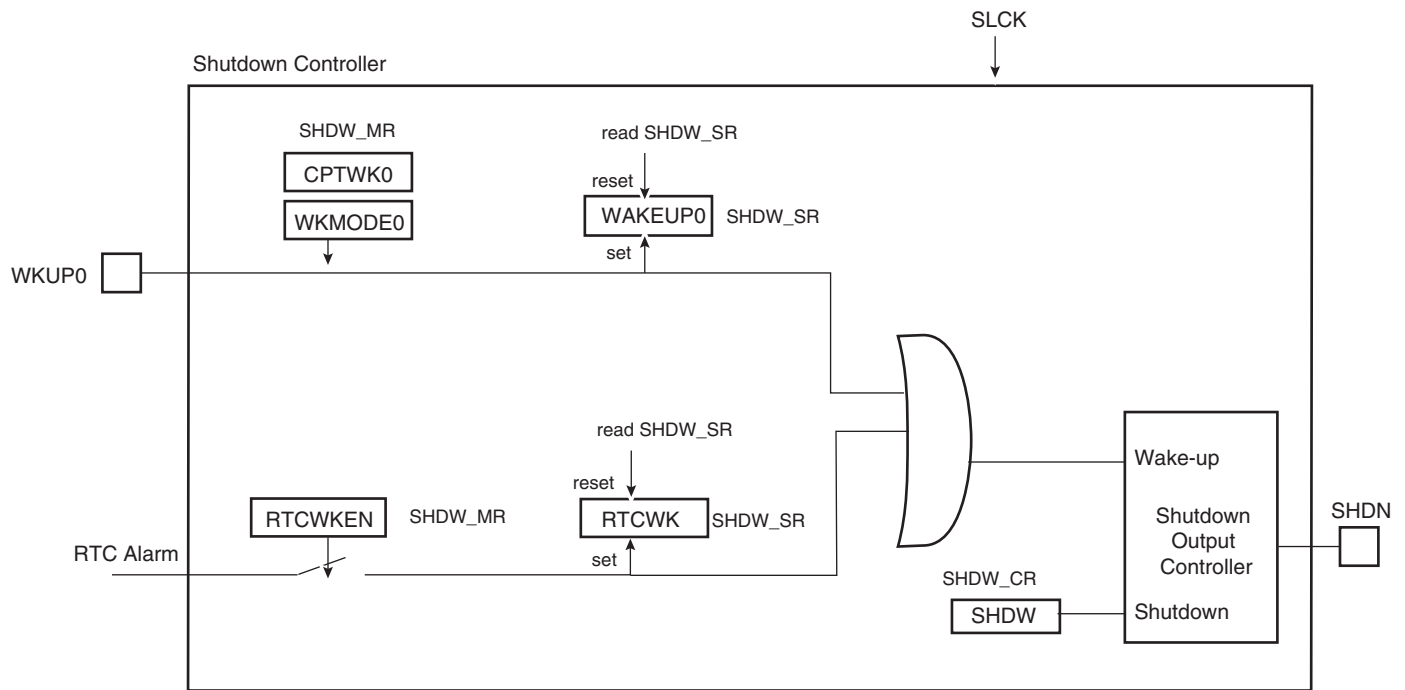 SLCK
Shutdown Controller
SHDW_MR
CPTWK0
WKMODE0
read SHDW_SR
reset
WAKEUP0
SHDW_SR
set
WKUP0
read SHDW_SR
reset
RTCWKEN
SHDW_MR
RTCWK
SHDW_SR
set
RTC Alarm
Wake-up
Shutdown
Output
Controller
SHDN
SHDW_CR
SHDW
Shutdown